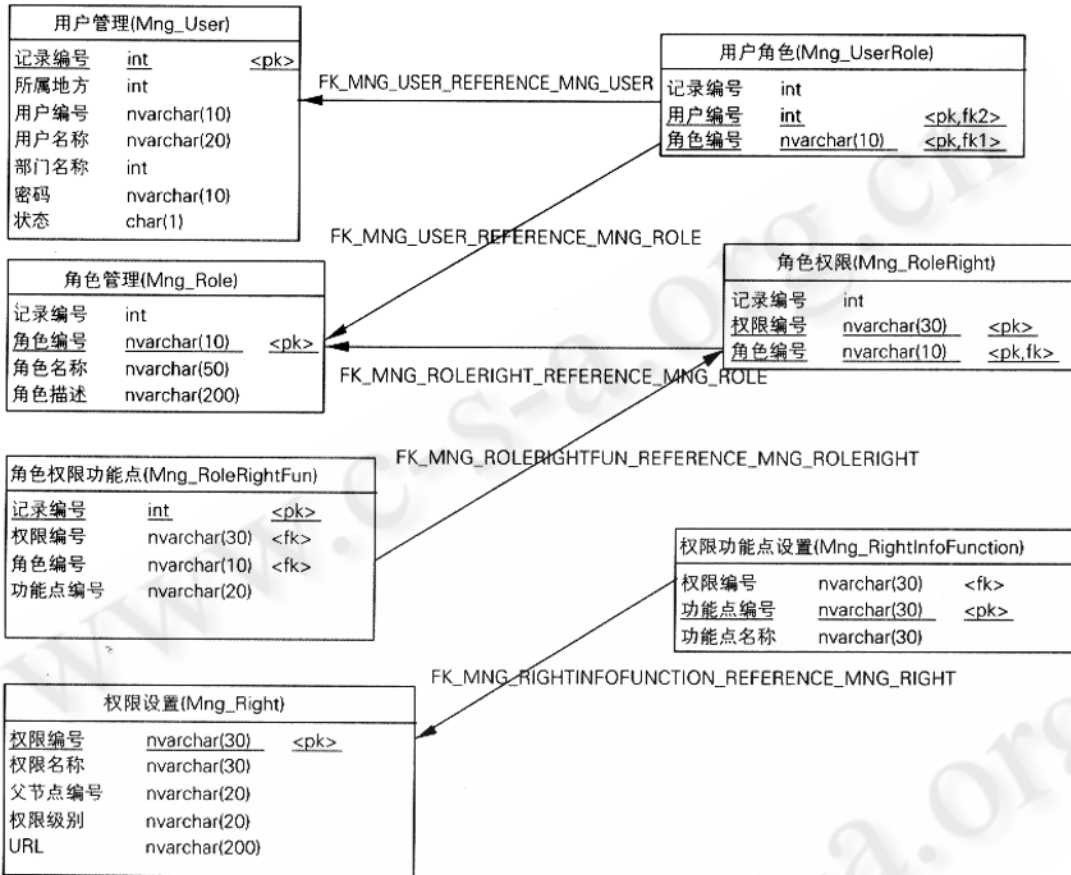 用户管理(Mng_User)
记录编号 int <pk>
所属地方 int
用户编号 nvarchar(10)
用户名称 nvarchar(20)
部门名称 int
密码 nvarchar(10)
状态 char(1)
FK_MNG_USER_REFERENCE_MNG_USER
用户角色(Mng_UserRole)
记录编号 int
用户编号 int <pk,fk2>
角色编号 nvarchar(10) <pk,fk1>
FK_MNG_USER_REFERENCE_MNG_ROLE
角色管理(Mng_Role)
记录编号 int
角色编号 nvarchar(10) <pk>
角色名称 nvarchar(50)
角色描述 nvarchar(200)
角色权限(Mng_RoleRight)
记录编号 int
权限编号 nvarchar(30) <pk>
角色编号 nvarchar(10) <pk,fk>
FK_MNG_ROLERIGHT_REFERENCE_MNG_ROLE
FK_MNG_ROLERIGHTFUN_REFERENCE_MNG_ROLERIGHT
角色权限功能点(Mng_RoleRightFun)
记录编号 int <pk>
权限编号 nvarchar(30) <fk>
角色编号 nvarchar(10) <fk>
功能点编号 nvarchar(20)
权限功能点设置(Mng_RightInfoFunction)
权限编号 nvarchar(30) <fk>
功能点编号 nvarchar(30) <pk>
功能点名称 nvarchar(30)
FK_MNG_RIGHTINFOFUNCTION_REFERENCE_MNG_RIGHT
权限设置(Mng_Right)
权限编号 nvarchar(30) <pk>
权限名称 nvarchar(30)
父节点编号 nvarchar(20)
权限级别 nvarchar(20)
URL nvarchar(200)
www.c-s-a.org.cn
a.org